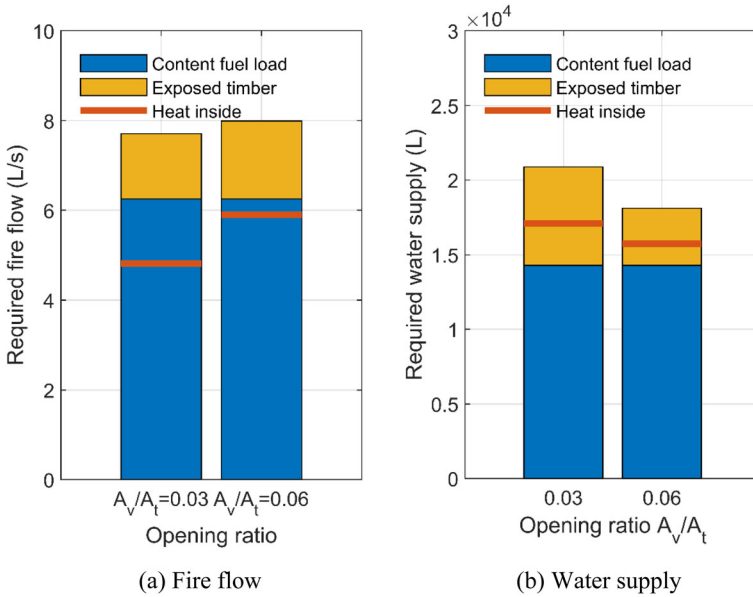 10
8
6
4
2
0
Required fire flow (L/s)
Content fuel load
Exposed timber
Heat inside
A_v/A_t=0.03 A_v/A_t=0.06
Opening ratio
(a) Fire flow
×10⁴
3
2.5
2
1.5
1
0.5
0
Required water supply (L)
Content fuel load
Exposed timber
Heat inside
0.03 0.06
Opening ratio A_v/A_t
(b) Water supply